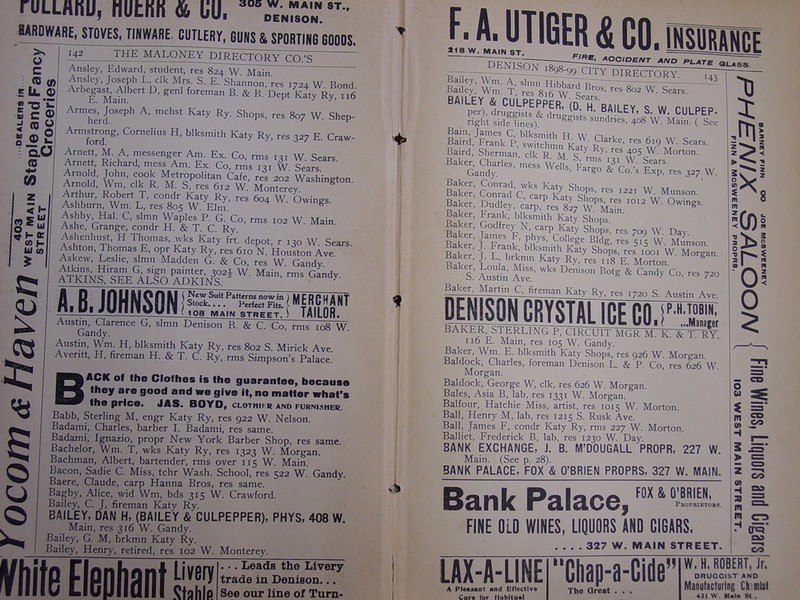 POLLARD, HOERR & CO. 305 W. MAIN ST., DENISON.
HARDWARE, STOVES, TINWARE. CUTLERY, GUNS & SPORTING GOODS.
142 THE MALONEY DIRECTORY CO.'S
Ansley, Edward, student, res 824 W. Main.
Ansley, Joseph L, clk Mrs. S. E. Shannon, res 1724 W. Bond.
Arbegast, Albert D, genl foreman B. & B. Dept Katy Ry, 116
E. Main.
Armes, Joseph A, mchst Katy Ry. Shops, res 807 W. Shep-
herd.
Armstrong, Cornelius H, blksmith Katy Ry, res 327 E. Craw-
ford.
Arnett, M. A, messenger Am. Ex. Co, rms 131 W. Sears.
Arnett, Richard, mess Am. Ex. Co, rms 131 W. Sears.
Arnold, John, cook Metropolitan Cafe, res 202 Washington.
Arnold, Wm, clk R. M. S, res 612 W. Monterey.
Arthur, Robert T, condr Katy Ry, res 604 W. Owings.
Ashburn, Wm. L, res 805 W. Elm.
Ashby, Hal. C, slmn Waples P. G. Co, rms 102 W. Main.
Ashe, Grange, condr H. & T. C. Ry.
Ashenhust, H Thomas, wks Katy frt. depot, r 130 W. Sears.
Ashton, Thomas E, opr Katy Ry, res 610 N. Houston Ave.
Askew, Leslie, slmn Madden G. & Co, res W. Gandy.
Atkins, Hiram G, sign painter, 302½ W. Main, rms Gandy.
ATKINS, SEE ALSO ADKINS.
A. B. JOHNSON { New Suit Patterns now in Stock.... Perfect Fits. 108 MAIN STREET. } MERCHANT TAILOR.
Austin, Clarence G, slmn Denison B. & C. Co, rms 108 W.
Gandy.
Austin, Wm. H, blksmith Katy Ry, res 802 S. Mirick Ave.
Averitt, H, fireman H. & T. C. Ry, rms Simpson's Palace.
BACK of the Clothes is the guarantee, because
they are good and we give it, no matter what's
the price. JAS. BOYD, CLOTHIER AND FURNISHER.
Babb, Sterling M, engr Katy Ry, res 922 W. Nelson.
Badami, Charles, barber I. Badami, res same.
Badami, Ignazio, propr New York Barber Shop, res same.
Bachelor, Wm. T, wks Katy Ry, res 1323 W. Morgan.
Bachman, Albert, bartender, rms over 115 W. Main.
Bacon, Sadie C. Miss, tchr Wash. School, res 522 W. Gandy.
Baere, Claude, carp Hanna Bros, res same.
Bagby, Alice, wid Wm, bds 315 W. Crawford.
Bailey, C. J, fireman Katy Ry.
BAILEY, DAN H, (BAILEY & CULPEPPER), PHYS, 408 W.
Main, res 316 W. Gandy.
Bailey, G. M, brkmn Katy Ry.
Bailey, Henry, retired, res 102 W. Monterey.
White Elephant Livery Stable
... Leads the Livery
trade in Denison...
See our line of Turn-
Yocom & Haven
403 WEST MAIN STREET
...DEALERS IN...
Staple and Fancy Groceries
F. A. UTIGER & CO. INSURANCE
218 W. MAIN ST. FIRE, ACCIDENT AND PLATE GLASS.
DENISON 1898-99 CITY DIRECTORY. 143
Bailey, Wm. A, slmn Hibbard Bros, res 802 W. Sears.
Bailey, Wm. T, res 816 W. Sears.
BAILEY & CULPEPPER, (D. H. BAILEY, S. W. CULPEP-
per), druggists & druggists sundries, 408 W. Main. ( See
right side lines).
Bain, James C, blksmith H. W. Clarke, res 619 W. Sears.
Baird, Frank P, switchmn Katy Ry, res 405 W. Morton.
Baird, Sherman, clk R. M. S, rms 131 W. Sears.
Baker, Charles, mess Wells, Fargo & Co.'s Exp, res 327 W.
Gandy.
Baker, Conrad, wks Katy Shops, res 1221 W. Munson.
Baker, Conrad C, carp Katy Shops, res 1012 W. Owings.
Baker, Dudley, carp, res 827 W. Main.
Baker, Frank, blksmith Katy Shops.
Baker, Godfrey N, carp Katy Shops, res 709 W. Day.
Baker, James F, phys, College Bldg, res 515 W. Munson.
Baker, J. Frank, blksmith Katy Shops, res 1001 W. Morgan.
Baker, J. L, brkmn Katy Ry, res 118 E. Morton.
Baker, Loula, Miss, wks Denison Botg & Candy Co, res 720
S. Austin Ave.
Baker, Martin C, fireman Katy Ry, res 1720 S. Austin Ave.
DENISON CRYSTAL ICE CO. { P. H. TOBIN, ...Manager
BAKER, STERLING P, CIRCUIT MGR M. K. & T. RY,
116 E. Main, res 105 W. Gandy.
Baker, Wm. E. blksmith Katy Shops, res 926 W. Morgan.
Baldock, Charles, foreman Denison L. & P. Co, res 626 W.
Morgan.
Baldock, George W, clk, res 626 W. Morgan.
Bales, Asia B, lab, res 1331 W. Morgan.
Balfour, Hatchie Miss, artist, res 1015 W. Morton.
Ball, Henry M, lab, res 1215 S. Rusk Ave.
Ball, James F, condr Katy Ry, rms 227 W. Morton.
Balliet, Frederick B, lab, res 1230 W. Day.
BANK EXCHANGE, J. B. M'DOUGALL PROPR, 227 W.
Main. (See p. 28).
BANK PALACE, FOX & O'BRIEN PROPRS, 327 W. MAIN.
Bank Palace, FOX & O'BRIEN, PROPRIETORS.
FINE OLD WINES, LIQUORS AND CIGARS.
....327 W. MAIN STREET.
LAX-A-LINE
A Pleasant and Effective
Cure for Habitual
"Chap-a-Cide"
The Great ...
W. H. ROBERT, Jr.
DRUGGIST AND
Manufacturing Chemist
431 W. Main St.
BARNEY FINN JOE McSWEENEY
FINN & McSWEENEY PROPRS.
PHENIX SALOON { Fine Wines, Liquors and Cigars
103 WEST MAIN STREET.